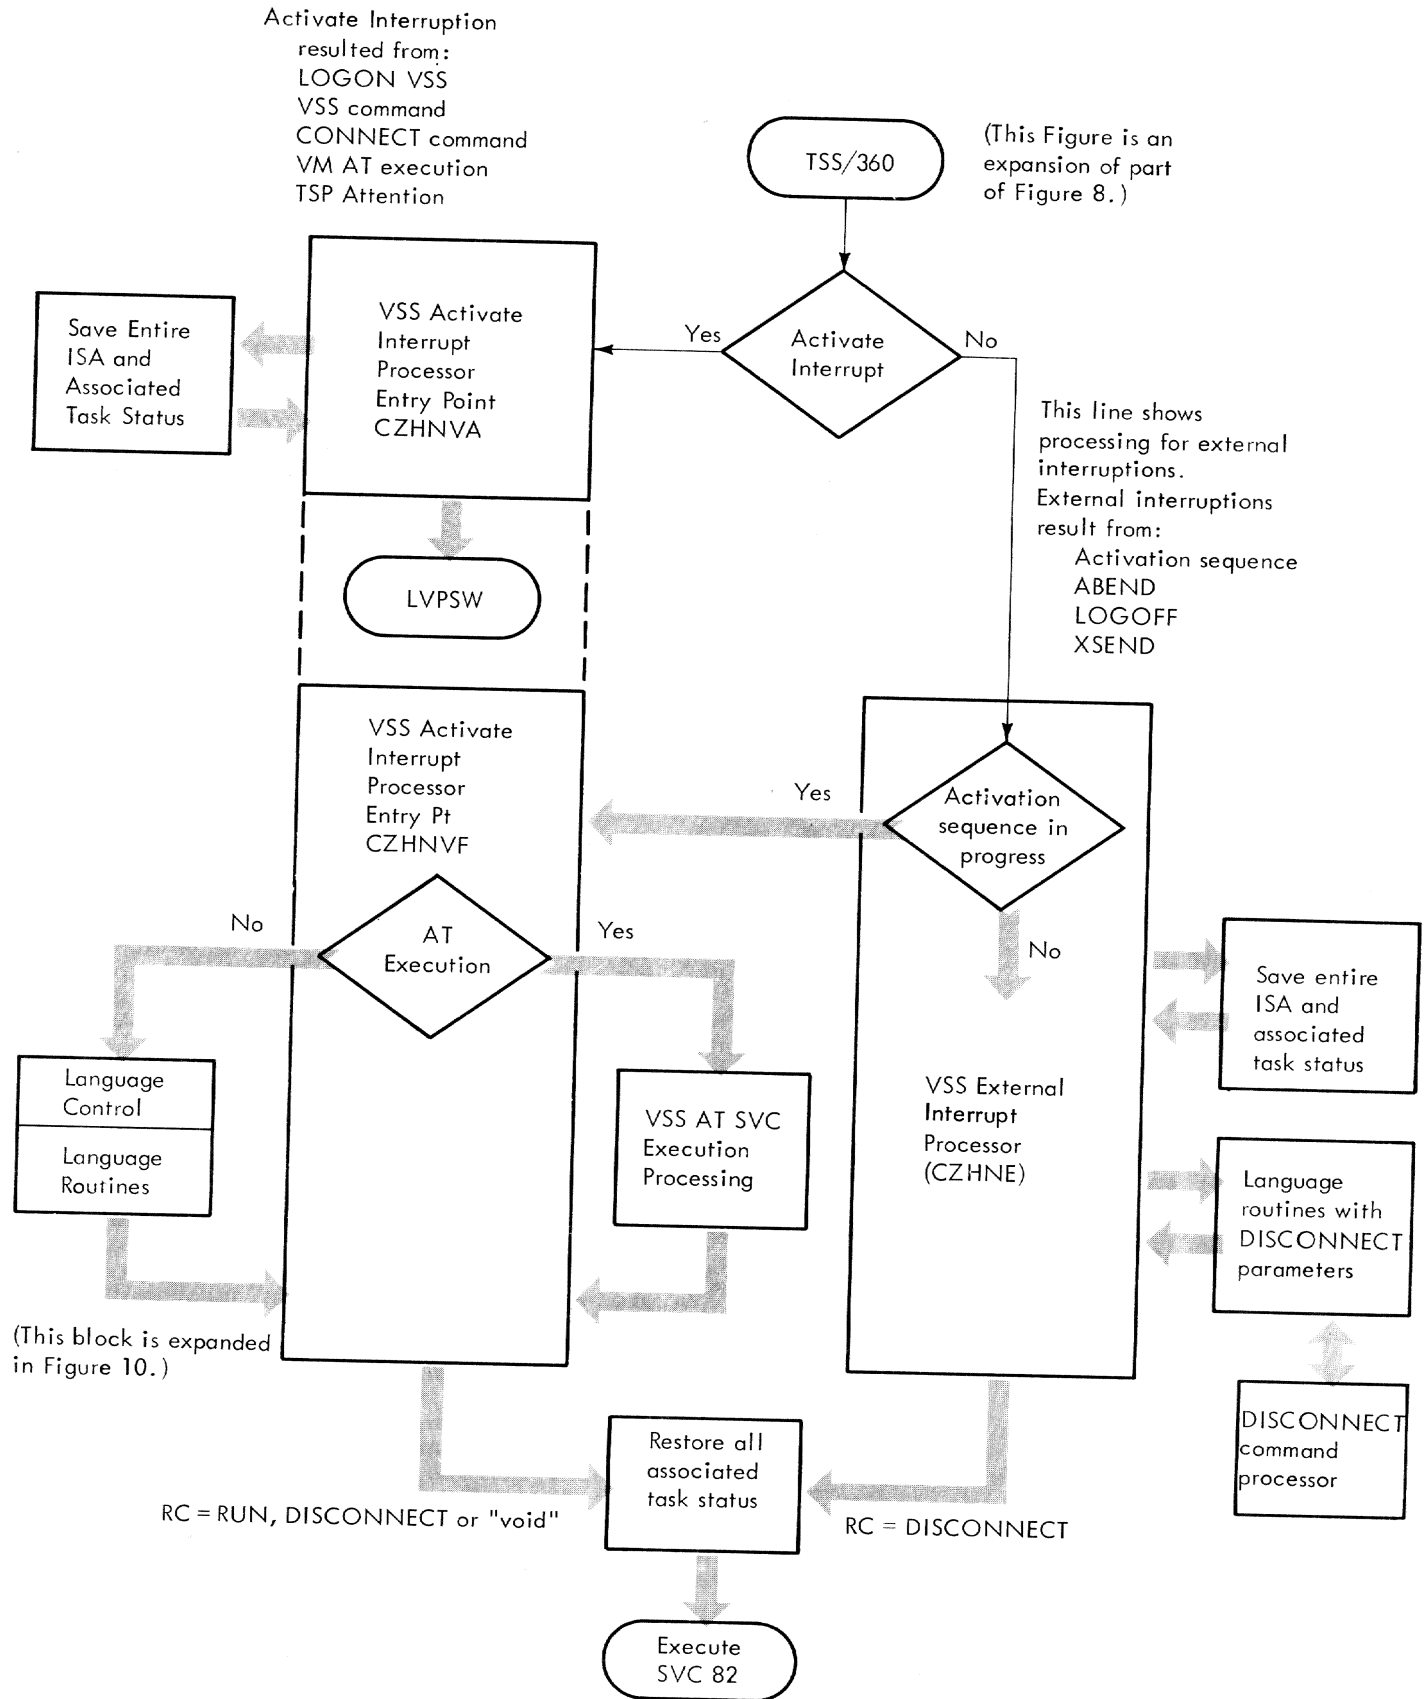 Activate Interruption
resulted from:
LOGON VSS
VSS command
CONNECT command
VM AT execution
TSP Attention
TSS/360
(This Figure is an
expansion of part
of Figure 8.)
Save Entire
ISA and
Associated
Task Status
VSS Activate
Interrupt
Processor
Entry Point
CZHNVA
Yes
Activate
Interrupt
No
This line shows
processing for external
interruptions.
External interruptions
result from:
Activation sequence
ABEND
LOGOFF
XSEND
LVPSW
VSS Activate
Interrupt
Processor
Entry Pt
CZHNVF
Yes
Activation
sequence in
progress
No
No
AT
Execution
Yes
Save entire
ISA and
associated
task status
Language
Control
Language
Routines
VSS AT SVC
Execution
Processing
VSS External
Interrupt
Processor
(CZHNE)
Language
routines with
DISCONNECT
parameters
(This block is expanded
in Figure 10.)
DISCONNECT
command
processor
Restore all
associated
task status
RC = RUN, DISCONNECT or "void"
RC = DISCONNECT
Execute
SVC 82